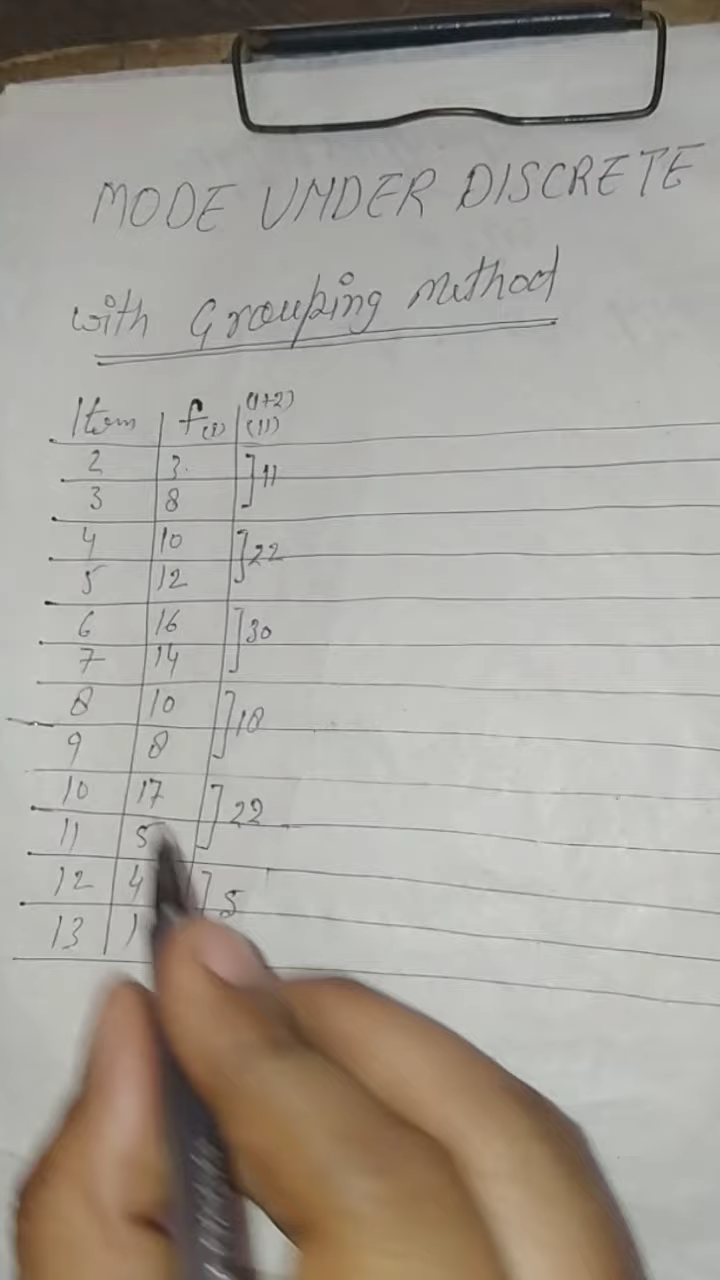 MODE UNDER DISCRETE
with Grouping method
Item f(I) (1+2) (II)
2 3 ]11
3 8
4 10 ]22
5 12
6 16 ]30
7 14
8 10 ]18
9 8
10 17 ]22
11 5
12 4 ]5
13 1